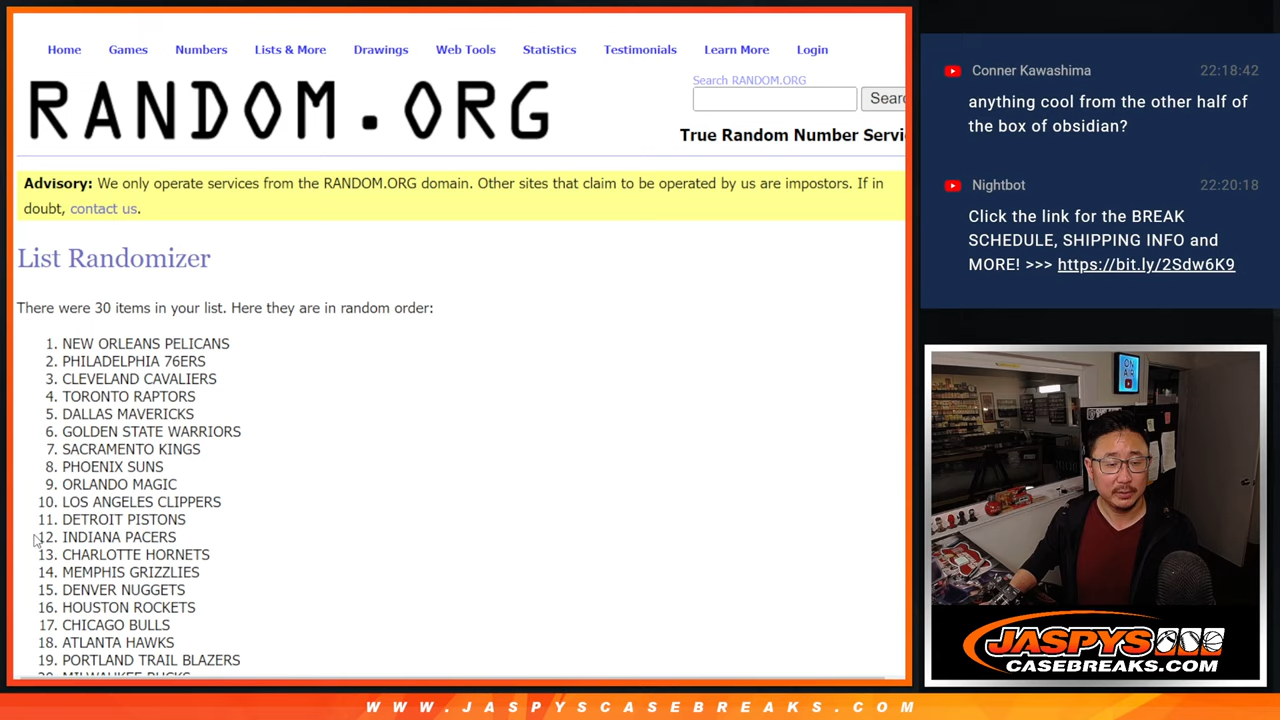 Home Games Numbers Lists & More Drawings Web Tools Statistics Testimonials Learn More Login
Search RANDOM.ORG
RANDOM.ORG
Searc
True Random Number Servi
Advisory: We only operate services from the RANDOM.ORG domain. Other sites that claim to be operated by us are impostors. If in
doubt, contact us.
List Randomizer
There were 30 items in your list. Here they are in random order:
1. NEW ORLEANS PELICANS
2. PHILADELPHIA 76ERS
3. CLEVELAND CAVALIERS
4. TORONTO RAPTORS
5. DALLAS MAVERICKS
6. GOLDEN STATE WARRIORS
7. SACRAMENTO KINGS
8. PHOENIX SUNS
9. ORLANDO MAGIC
10. LOS ANGELES CLIPPERS
11. DETROIT PISTONS
12. INDIANA PACERS
13. CHARLOTTE HORNETS
14. MEMPHIS GRIZZLIES
15. DENVER NUGGETS
16. HOUSTON ROCKETS
17. CHICAGO BULLS
18. ATLANTA HAWKS
19. PORTLAND TRAIL BLAZERS
20. MILWAUKEE BUCKS
Conner Kawashima 22:18:42
anything cool from the other half of
the box of obsidian?
Nightbot 22:20:18
Click the link for the BREAK
SCHEDULE, SHIPPING INFO and
MORE! >>> https://bit.ly/2Sdw6K9
ON
AIR
JASPYS
CASEBREAKS.COM
WWW.JASPYSCASEBREAKS.COM